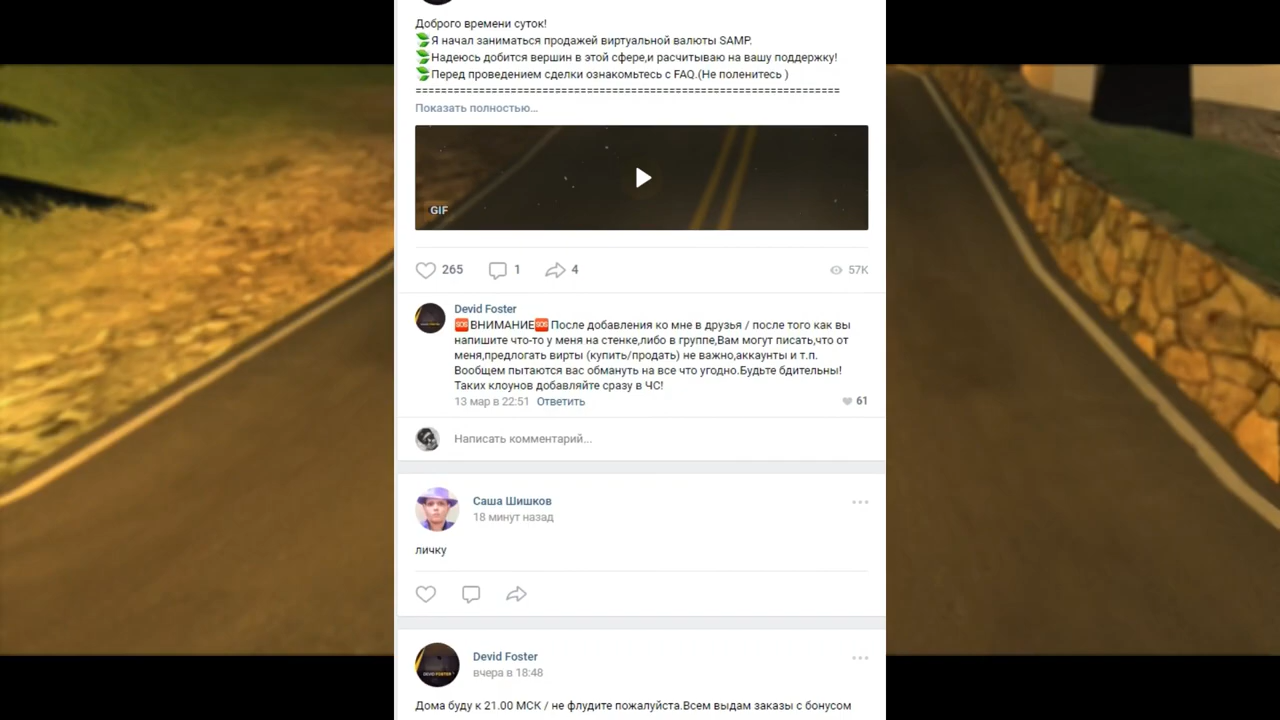 Доброго времени суток!
Я начал заниматься продажей виртуальной валюты SAMP.
Надеюсь добится вершин в этой сфере,и расчитываю на вашу поддержку!
Перед проведением сделки ознакомьтесь с FAQ.(Не поленитесь )
==================================================================
Показать полностью...
GIF
265 1 4 57K
Devid Foster
🆘ВНИМАНИЕ🆘 После добавления ко мне в друзья / после того как вы
напишите что-то у меня на стенке,либо в группе,Вам могут писать,что от
меня,предлогать вирты (купить/продать) не важно,аккаунты и т.п.
Вообщем пытаются вас обмануть на все что угодно.Будьте бдительны!
Таких клоунов добавляйте сразу в ЧС!
13 мар в 22:51 Ответить 61
Написать комментарий...
Саша Шишков
18 минут назад
личку
Devid Foster
DEVID FOSTER
вчера в 18:48
Дома буду к 21.00 МСК / не флудите пожалуйста.Всем выдам заказы с бонусом